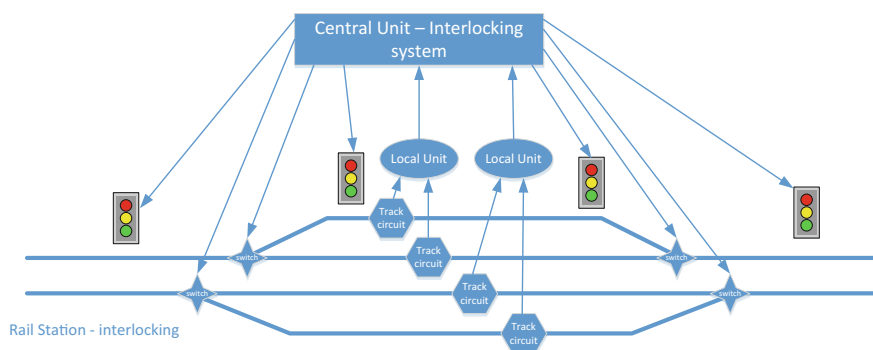 Central Unit – Interlocking
system
Local Unit
Local Unit
Track
circuit
switch
Track
circuit
switch
switch
Track
circuit
switch
Track
circuit
Rail Station - interlocking